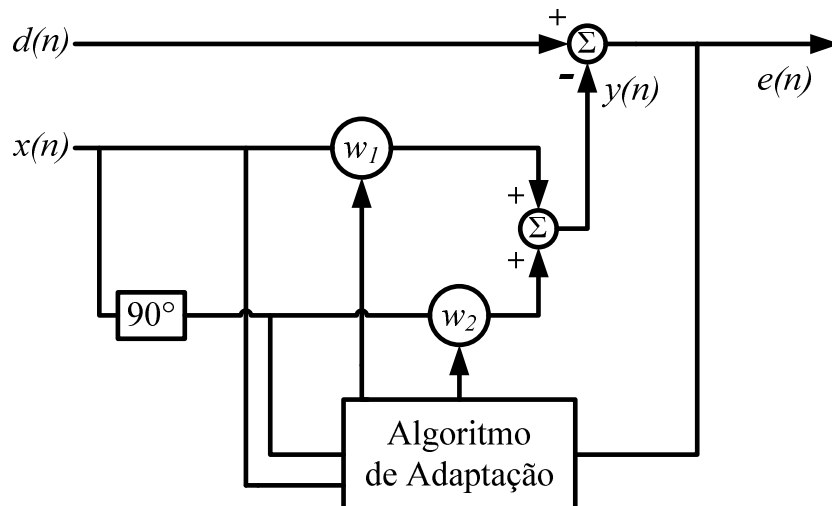 +
d(n)
Σ
-
y(n)
e(n)
x(n)
w1
+
Σ
+
90°
w2
Algoritmo
de Adaptação